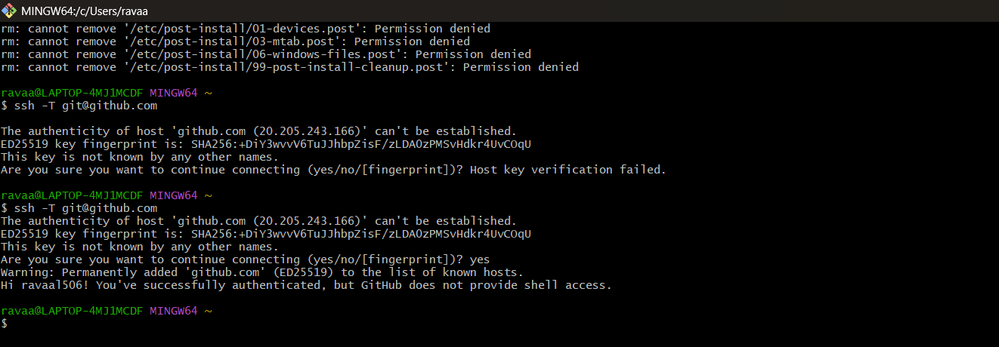 MINGW64:/c/Users/ravaa
rm: cannot remove '/etc/post-install/01-devices.post': Permission denied
rm: cannot remove '/etc/post-install/03-mtab.post': Permission denied
rm: cannot remove '/etc/post-install/06-windows-files.post': Permission denied
rm: cannot remove '/etc/post-install/99-post-install-cleanup.post': Permission denied
ravaa@LAPTOP-4MJ1MCDF MINGW64 ~
$ ssh -T git@github.com
The authenticity of host 'github.com (20.205.243.166)' can't be established.
ED25519 key fingerprint is: SHA256:+DiY3wvvV6TuJJhbpZisF/zLDA0zPMSvHdkr4UvCOqU
This key is not known by any other names.
Are you sure you want to continue connecting (yes/no/[fingerprint])? Host key verification failed.
ravaa@LAPTOP-4MJ1MCDF MINGW64 ~
$ ssh -T git@github.com
The authenticity of host 'github.com (20.205.243.166)' can't be established.
ED25519 key fingerprint is: SHA256:+DiY3wvvV6TuJJhbpZisF/zLDA0zPMSvHdkr4UvCOqU
This key is not known by any other names.
Are you sure you want to continue connecting (yes/no/[fingerprint])? yes
Warning: Permanently added 'github.com' (ED25519) to the list of known hosts.
Hi ravaal506! You've successfully authenticated, but GitHub does not provide shell access.
ravaa@LAPTOP-4MJ1MCDF MINGW64 ~
$